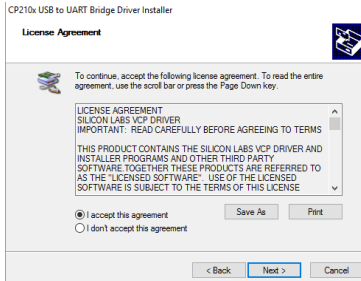 CP210x USB to UART Bridge Driver Installer
License Agreement
To continue, accept the following license agreement. To read the entire
agreement, use the scroll bar or press the Page Down key.
LICENSE AGREEMENT
SILICON LABS VCP DRIVER
IMPORTANT:  READ CAREFULLY BEFORE AGREEING TO TERMS
THIS PRODUCT CONTAINS THE SILICON LABS VCP DRIVER AND
INSTALLER PROGRAMS AND OTHER THIRD PARTY
SOFTWARE.TOGETHER THESE PRODUCTS ARE REFERRED TO
AS THE "LICENSED SOFTWARE".  USE OF THE LICENSED
SOFTWARE IS SUBJECT TO THE TERMS OF THIS LICENSE
I accept this agreement
Save As
Print
I don't accept this agreement
< Back
Next >
Cancel